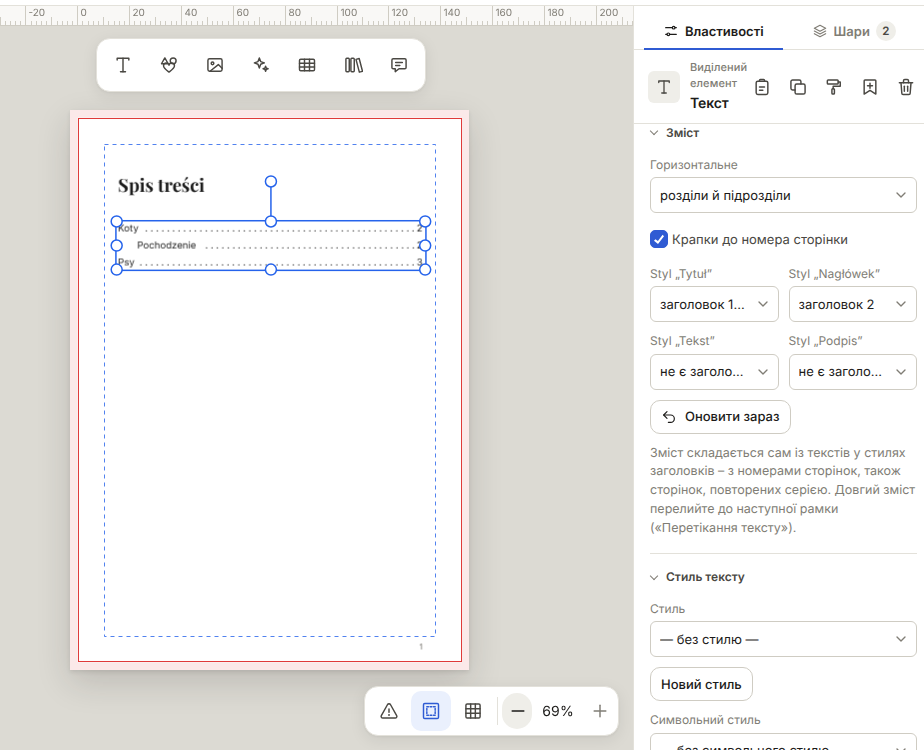 -20 0 20 40 60 80 100 120 140 160 180 200
Властивості
Шари 2
Виділений елемент
Текст
Spis treści
Koty 2
Pochodzenie 2
Psy 3
1
69%
Зміст
Горизонтальне
розділи й підрозділи
Крапки до номера сторінки
Styl „Tytuł” Styl „Nagłówek”
заголовок 1... заголовок 2
Styl „Tekst” Styl „Podpis”
не є заголо... не є заголо...
Оновити зараз
Зміст складається сам із текстів у стилях
заголовків – з номерами сторінок, також
сторінок, повторених серією. Довгий зміст
перелийте до наступної рамки
(«Перетікання тексту»).
Стиль тексту
Стиль
— без стилю —
Новий стиль
Символьний стиль
— без символьного стилю —